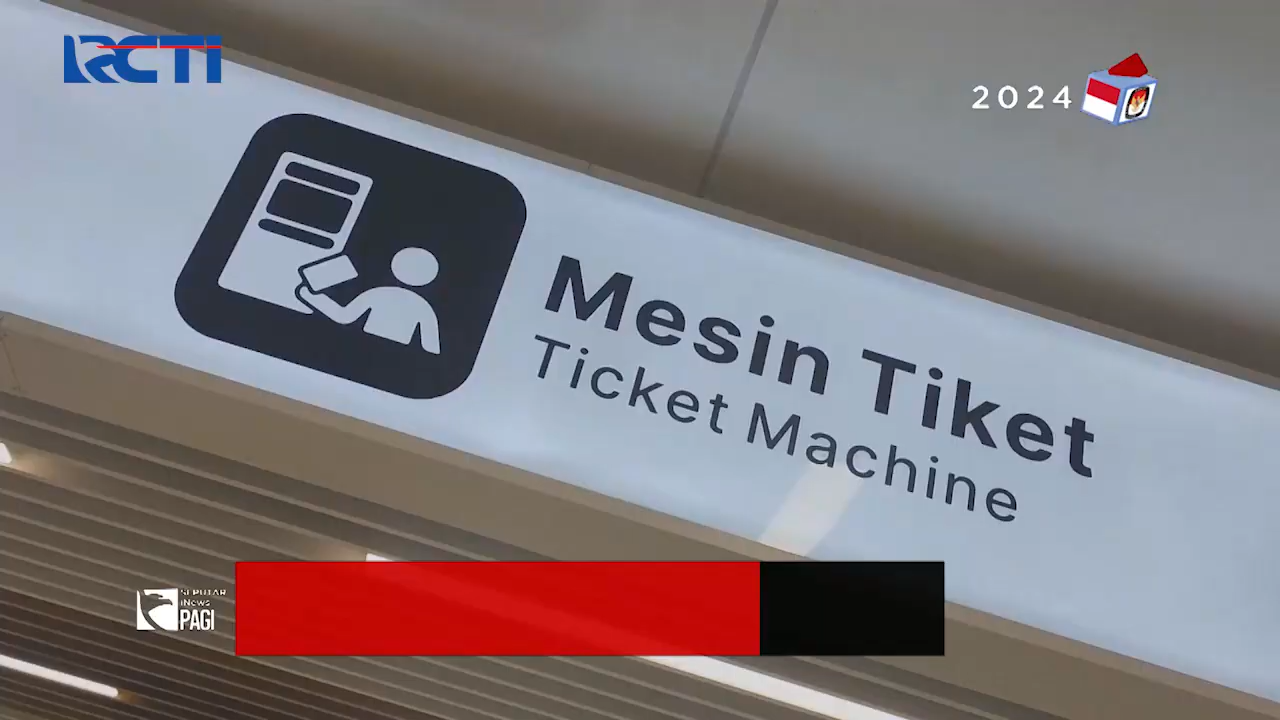 RCTI
2024
Mesin Tiket
Ticket Machine
SEPUTAR
iNews
PAGI